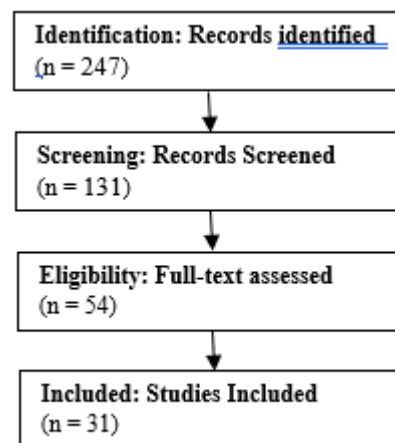 Identification: Records identified
(n = 247)
Screening: Records Screened
(n = 131)
Eligibility: Full-text assessed
(n = 54)
Included: Studies Included
(n = 31)